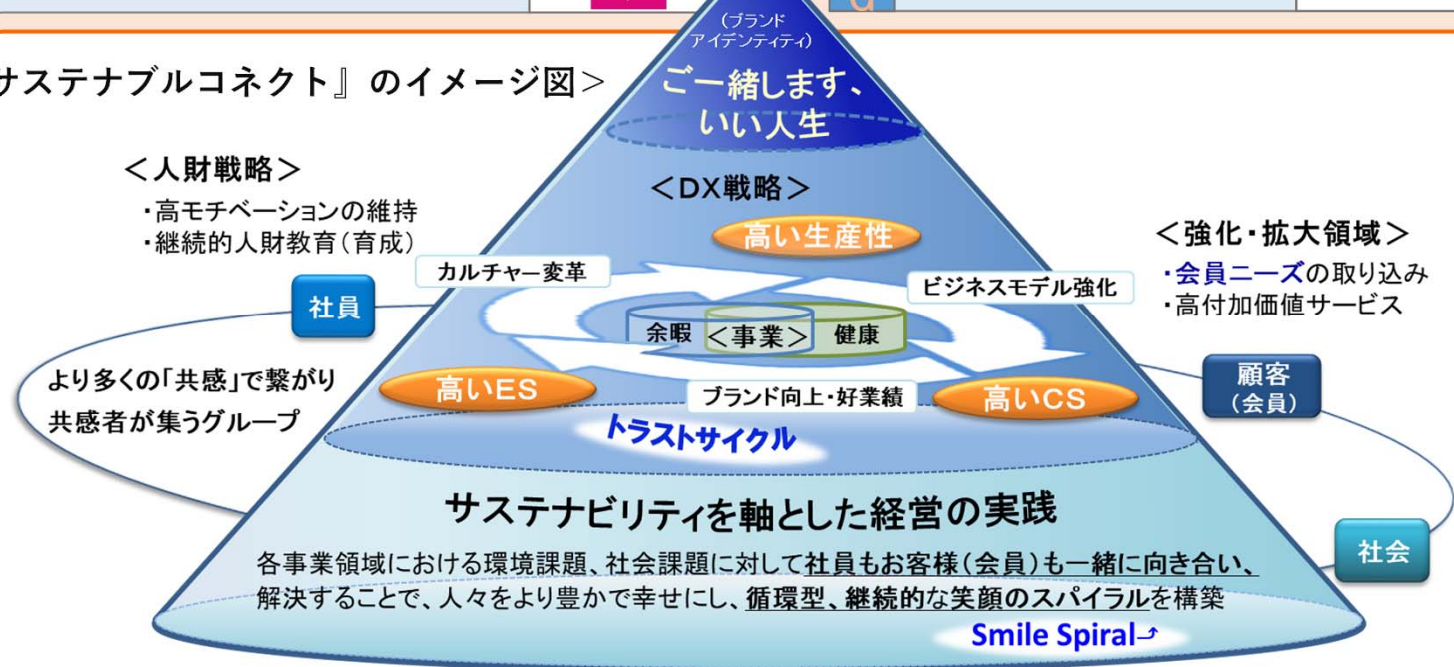 (ブランド
アイデンティティ)
サステナブルコネクト』のイメージ図>
ご一緒します、
いい人生
<人財戦略>
・高モチベーションの維持
・継続的人財教育(育成)
<DX戦略>
高い生産性
<強化・拡大領域>
・会員ニーズの取り込み
・高付加価値サービス
カルチャー変革
ビジネスモデル強化
社員
余暇
<事業>
健康
より多くの「共感」で繋がり
共感者が集うグループ
高いES
ブランド向上・好業績
高いCS
顧客
(会員)
トラストサイクル
サステナビリティを軸とした経営の実践
社会
各事業領域における環境課題、社会課題に対して社員もお客様(会員)も一緒に向き合い、
解決することで、人々をより豊かで幸せにし、循環型、継続的な笑顔のスパイラルを構築
Smile Spiral⤴